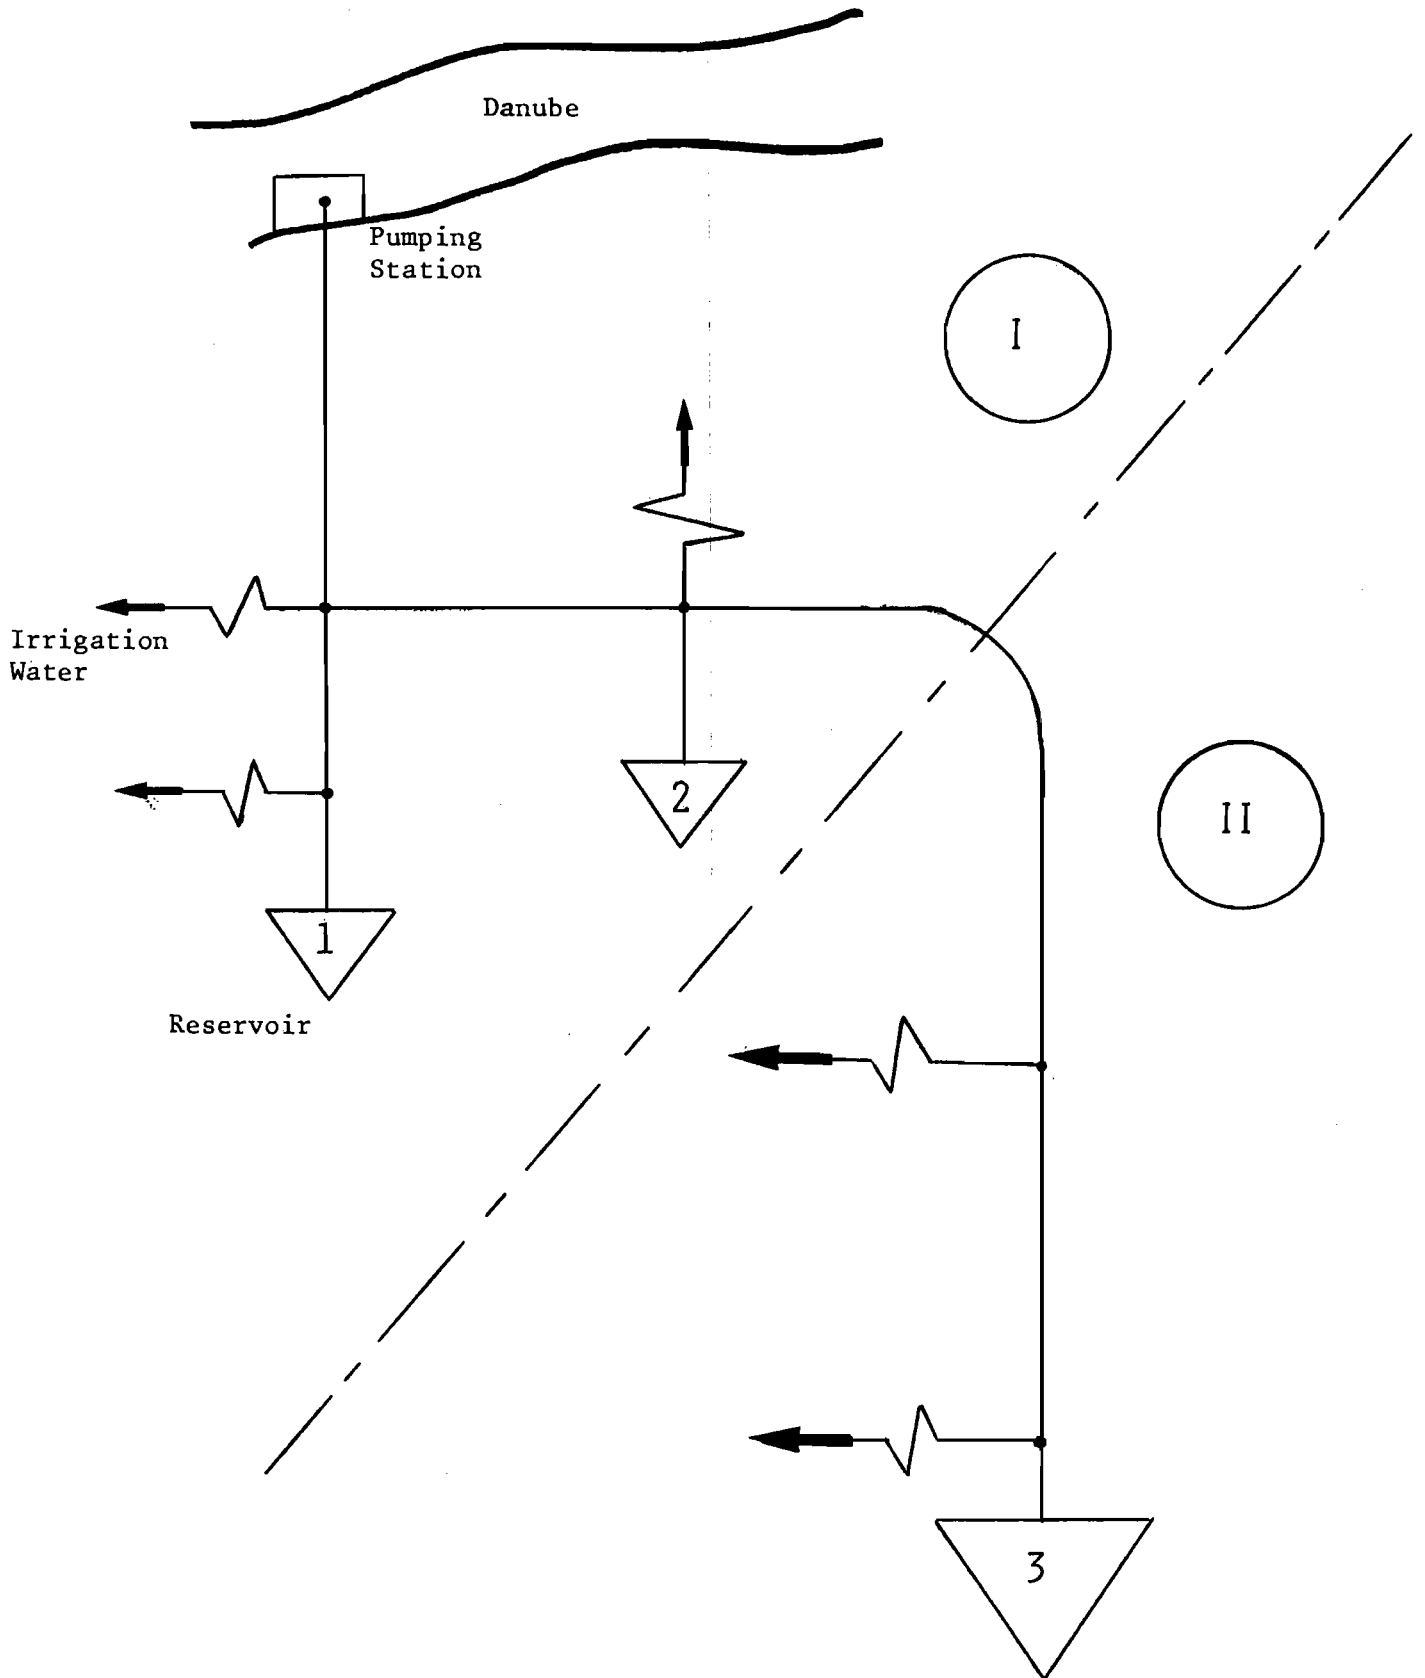 Danube
Pumping
Station
I
Irrigation
Water
2
II
1
Reservoir
3